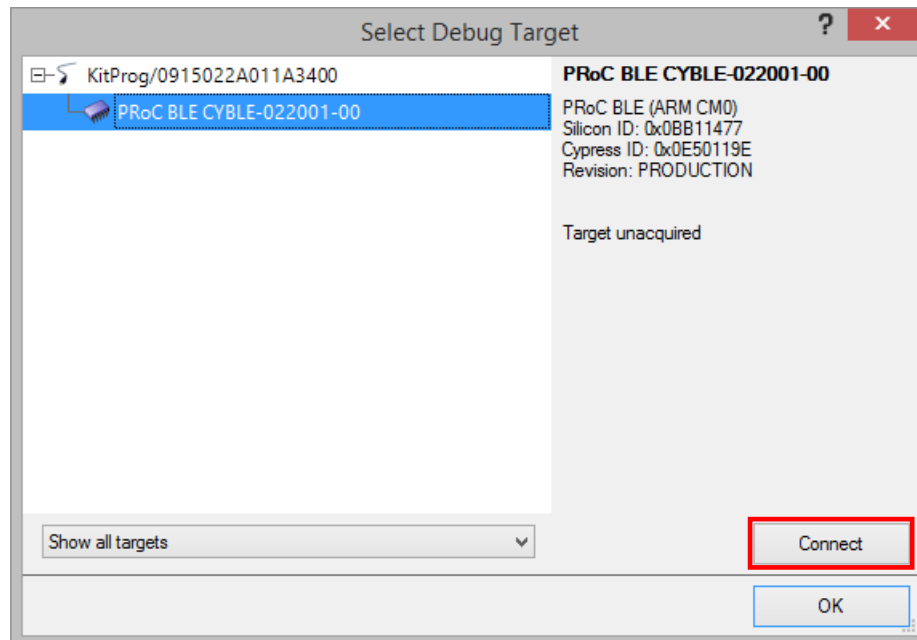 Select Debug Target
?
KitProg/0915022A011A3400
PRoC BLE CYBLE-022001-00
PRoC BLE CYBLE-022001-00
PRoC BLE (ARM CM0)
Silicon ID: 0x0BB11477
Cypress ID: 0x0E50119E
Revision: PRODUCTION
Target unacquired
Show all targets
Connect
OK